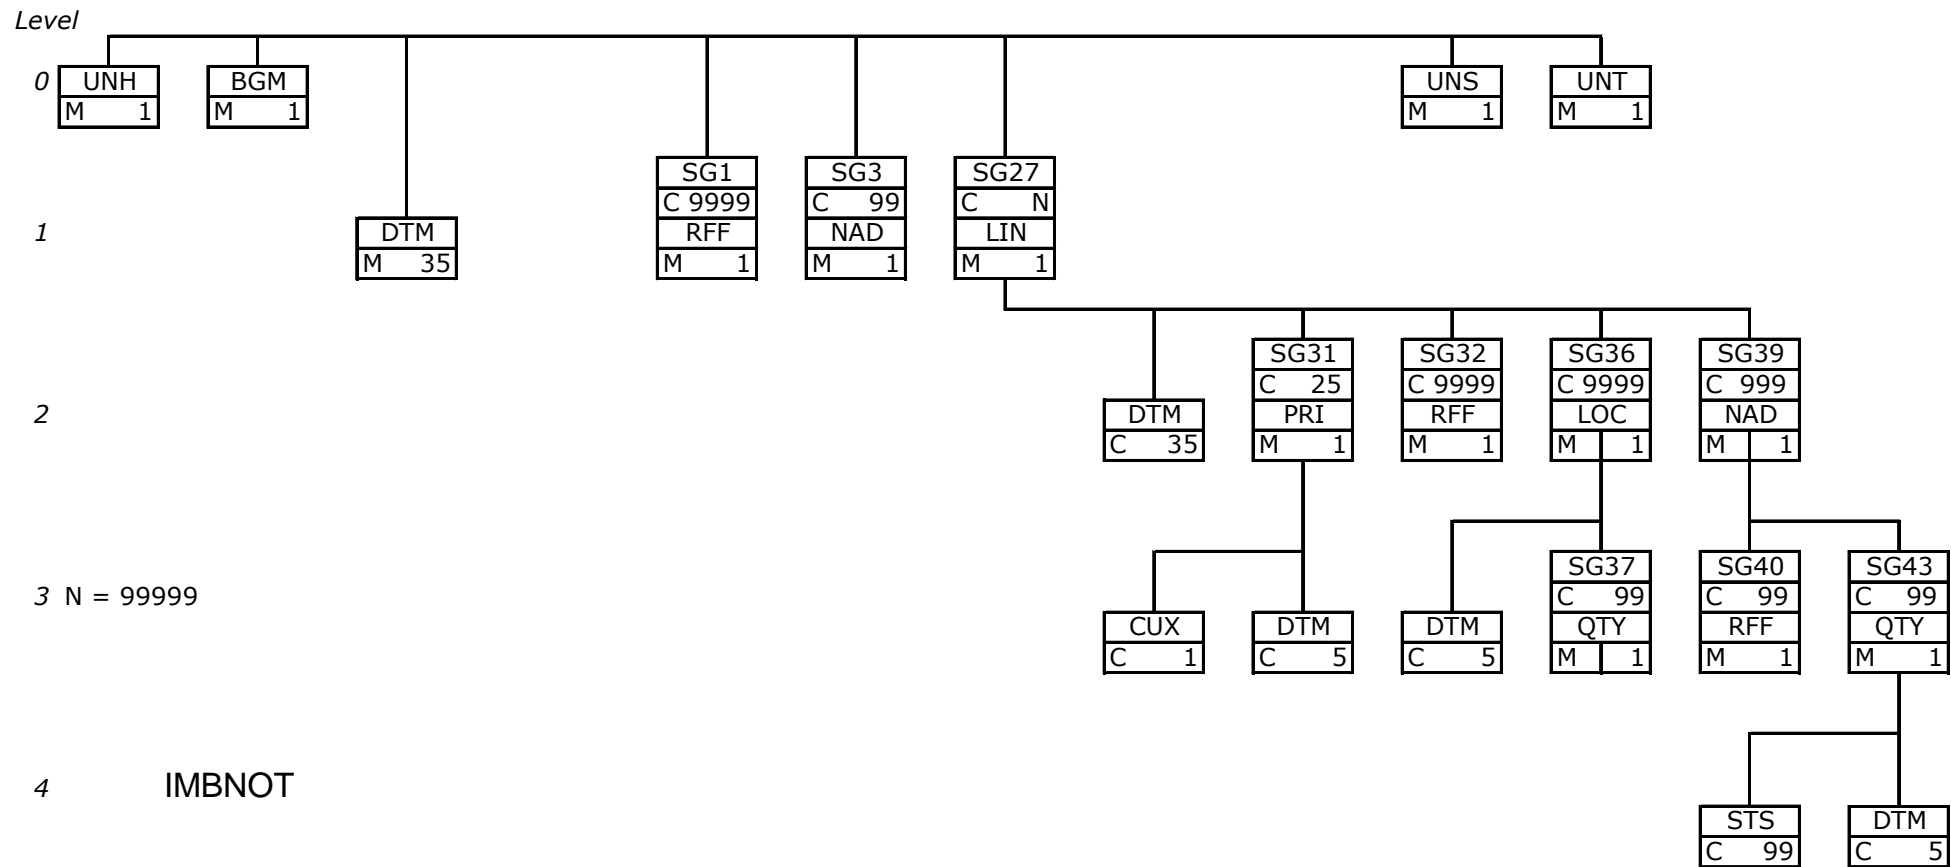 Level
0 UNH BGM UNS UNT
M 1 M 1 M 1 M 1
SG1 SG3 SG27
C 9999 C 99 C N
1 DTM RFF NAD LIN
M 35 M 1 M 1 M 1
SG31 SG32 SG36 SG39
C 25 C 9999 C 9999 C 999
2 DTM PRI RFF LOC NAD
C 35 M 1 M 1 M 1 M 1
SG37 SG40 SG43
3 N = 99999 C 99 C 99 C 99
CUX DTM DTM QTY RFF QTY
C 1 C 5 C 5 M 1 M 1 M 1
4 IMBNOT
STS DTM
C 99 C 5